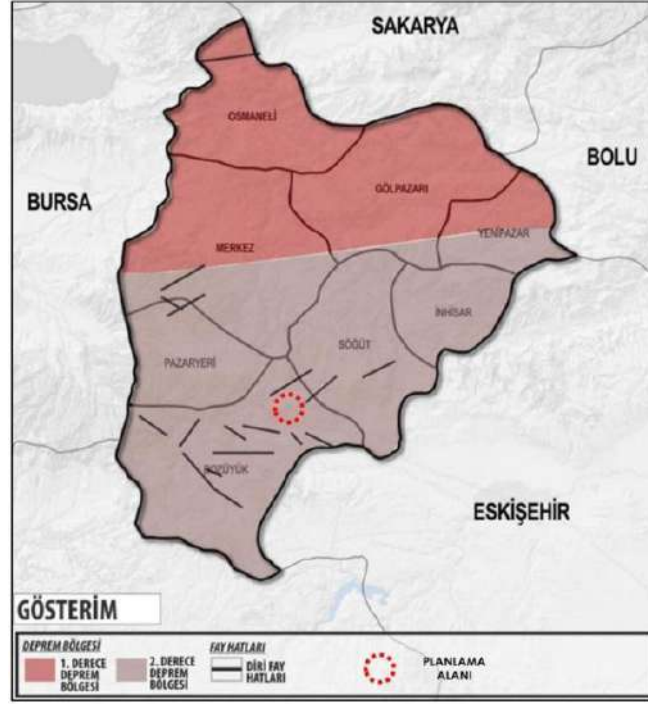 SAKARYA
OSMANELİ
BOLU
GÖLPAZARI
BURSA
YENİPAZAR
MERKEZ
İNHİSAR
SÖĞÜT
PAZARYERİ
BOZÜYÜK
ESKİŞEHİR
GÖSTERİM
DEPREM BÖLGESİ
1. DERECE
DEPREM
BÖLGESİ
2. DERECE
DEPREM
BÖLGESİ
FAY HATLARI
DİRİ FAY
HATLARI
PLANLAMA
ALANI